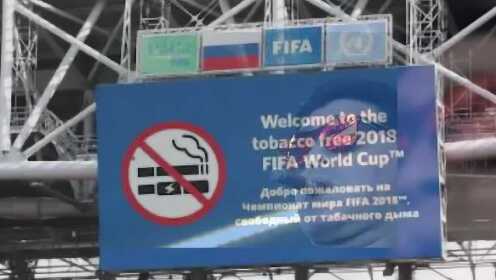 FIFA
Welcome to the
tobacco free 2018
FIFA World Cup™
Добро пожаловать на
Чемпионат мира FIFA 2018™,
свободный от табачного дыма